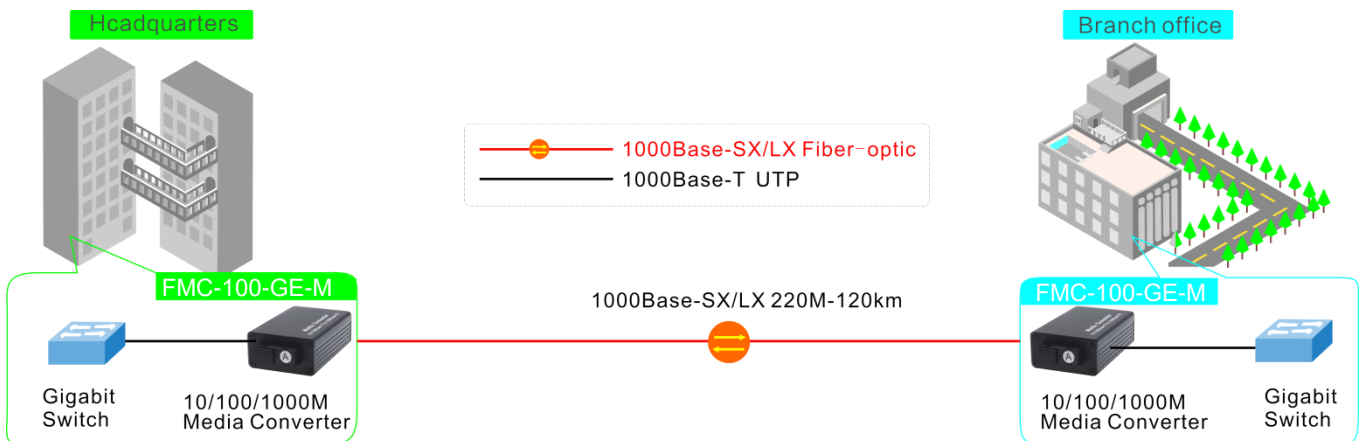 Hcadquarters
Branch office
1000Base-SX/LX Fiber-optic
1000Base-T UTP
FMC-100-GE-M
1000Base-SX/LX 220M-120km
FMC-100-GE-M
A
A
Gigabit
Switch
10/100/1000M
Media Converter
10/100/1000M
Media Converter
Gigabit
Switch